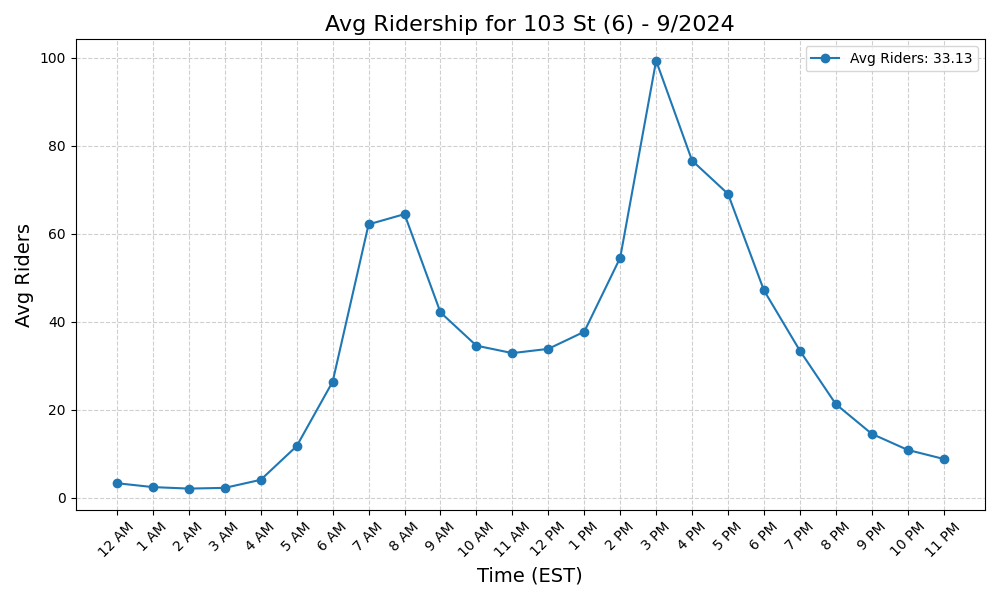 Avg Ridership for 103 St (6) - 9/2024
Avg Riders: 33.13
Avg Riders
100
80
60
40
20
0
12 AM
1 AM
2 AM
3 AM
4 AM
5 AM
6 AM
7 AM
8 AM
9 AM
10 AM
11 AM
12 PM
1 PM
2 PM
3 PM
4 PM
5 PM
6 PM
7 PM
8 PM
9 PM
10 PM
11 PM
Time (EST)